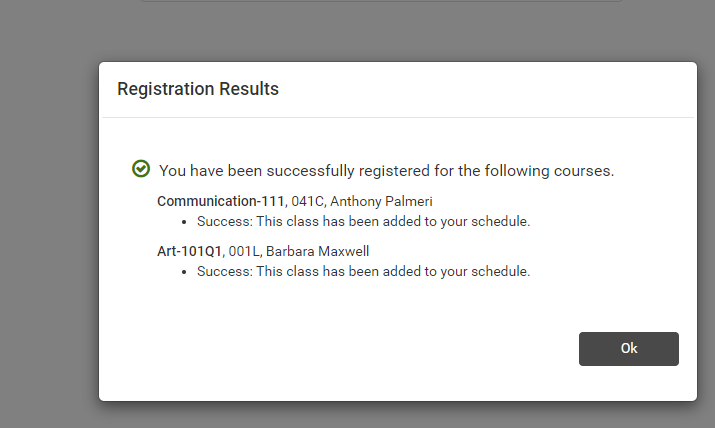 Registration Results
You have been successfully registered for the following courses.
Communication-111, 041C, Anthony Palmeri
• Success: This class has been added to your schedule.
Art-101Q1, 001L, Barbara Maxwell
• Success: This class has been added to your schedule.
Ok